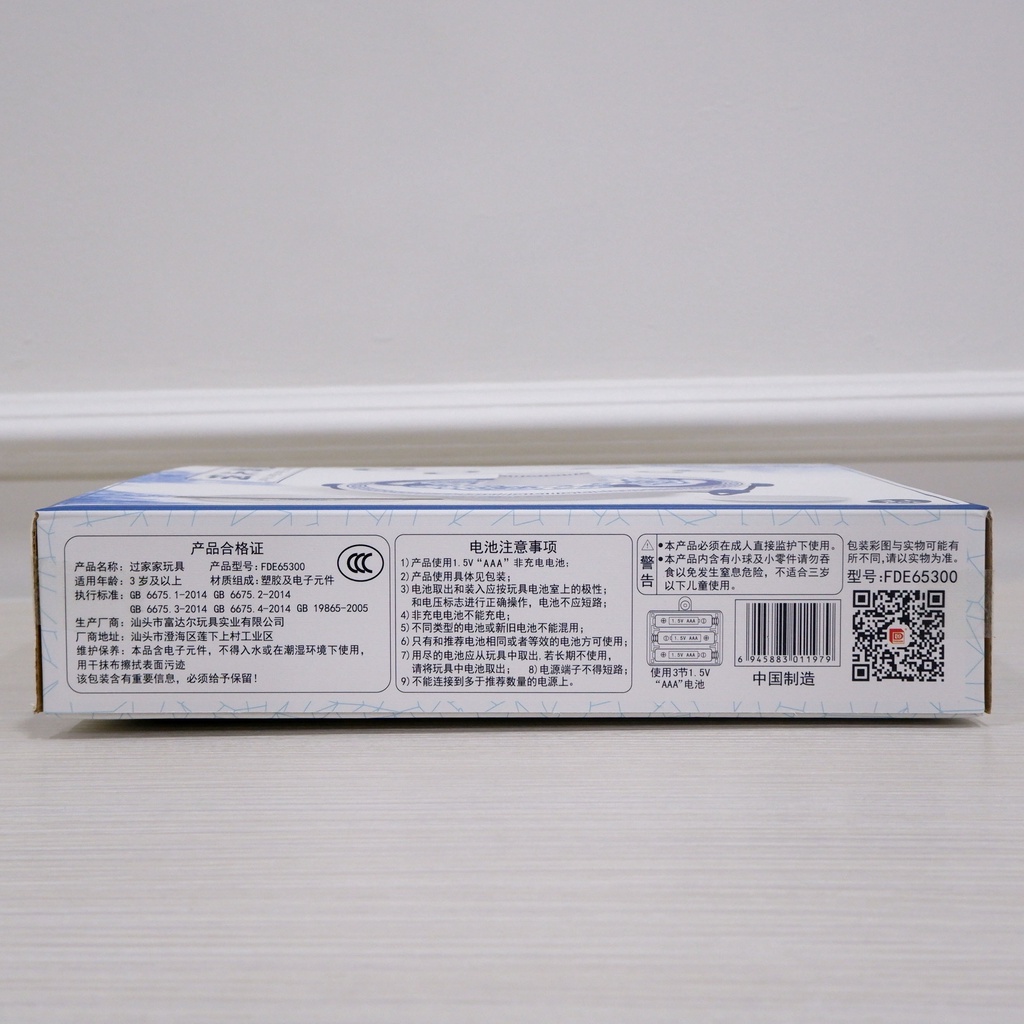 产品合格证
产品名称: 过家家玩具 产品型号: FDE65300
适用年龄: 3 岁及以上 材质组成: 塑胶及电子元件
执行标准: GB 6675.1-2014 GB 6675.2-2014
GB 6675.3-2014 GB 6675.4-2014 GB 19865-2005
生产厂商: 汕头市富达尔玩具实业有限公司
厂商地址: 汕头市澄海区莲下上村工业区
维护保养: 本品含电子元件, 不得入水或在潮湿环境下使用,
用干抹布擦拭表面污迹
该包装含有重要信息, 必须给予保留!
CCC
电池注意事项
1) 产品使用1.5V“AAA”非充电电池;
2) 产品使用具体见包装;
3) 电池取出和装入应按玩具电池室上的极性;
和电压标志进行正确操作, 电池不应短路;
4) 非充电电池不能充电;
5) 不同类型的电池或新旧电池不能混用;
6) 只有和推荐电池相同或者等效的电池方可使用;
7) 用尽的电池应从玩具中取出, 若长期不使用,
请将玩具中电池取出; 8) 电源端子不得短路;
9) 不能连接到多于推荐数量的电源上。
警告
•本产品必须在成人直接监护下使用。
•本产品内含有小球及小零件请勿吞
食以免发生窒息危险, 不适合三岁
以下儿童使用。
1.5V AAA
1.5V AAA
1.5V AAA
使用3节1.5V
“AAA”电池
6 945883 011979
中国制造
包装彩图与实物可能有
所不同,请以实物为准。
型号:FDE65300